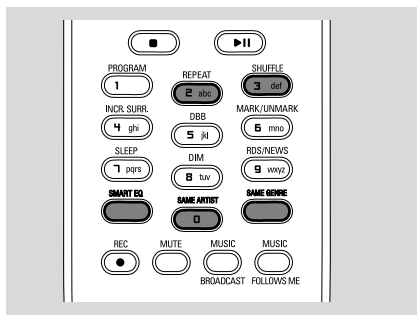 PROGRAM REPEAT SHUFFLE
1 2 abc 3 def
INCR. SURR. DBB MARK/UNMARK
4 ghi 5 jkl 6 mno
SLEEP DIM RDS/NEWS
7 pqrs 8 tuv 9 wxyz
SMART EQ SAME ARTIST SAME GENRE
0
REC MUTE MUSIC MUSIC
BROADCAST FOLLOWS ME